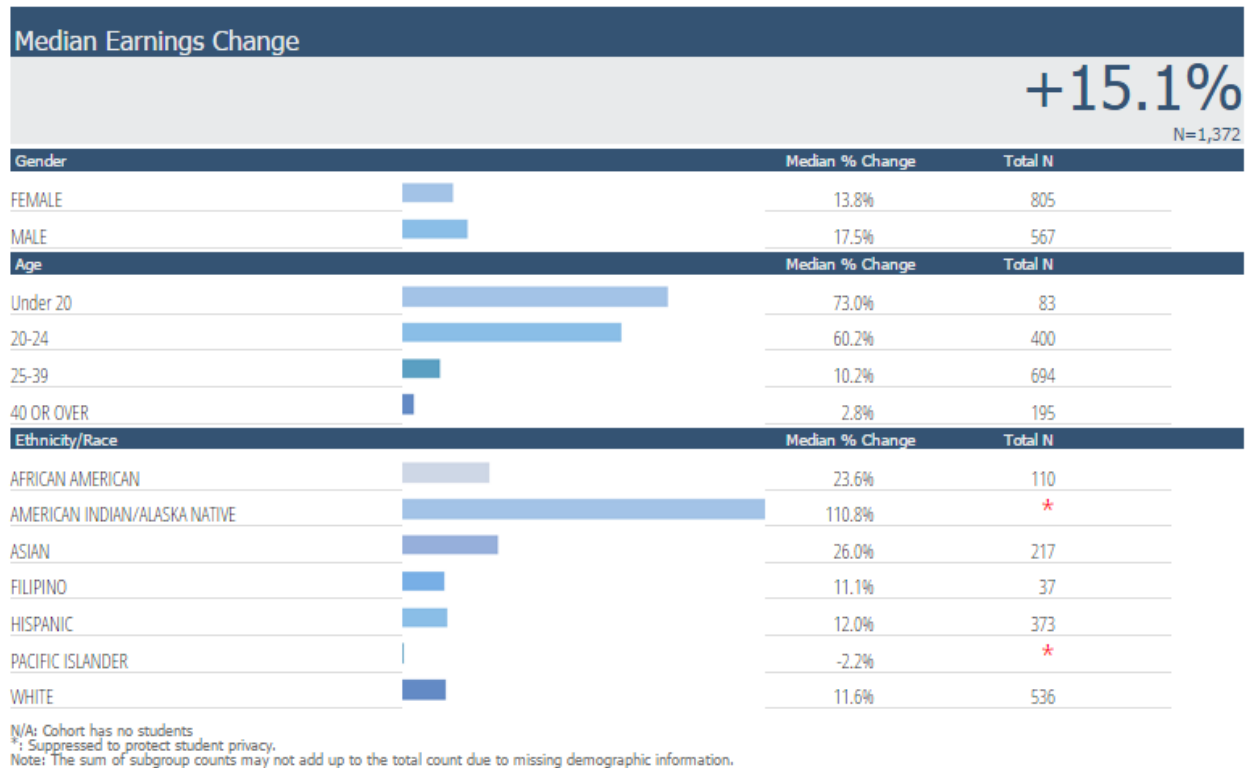 Median Earnings Change
+15.1%
N=1,372
Gender Median % Change Total N
FEMALE 13.8% 805
MALE 17.5% 567
Age Median % Change Total N
Under 20 73.0% 83
20-24 60.2% 400
25-39 10.2% 694
40 OR OVER 2.8% 195
Ethnicity/Race Median % Change Total N
AFRICAN AMERICAN 23.6% 110
AMERICAN INDIAN/ALASKA NATIVE 110.8% *
ASIAN 26.0% 217
FILIPINO 11.1% 37
HISPANIC 12.0% 373
PACIFIC ISLANDER -2.2% *
WHITE 11.6% 536
N/A: Cohort has no students
*: Suppressed to protect student privacy.
Note: The sum of subgroup counts may not add up to the total count due to missing demographic information.